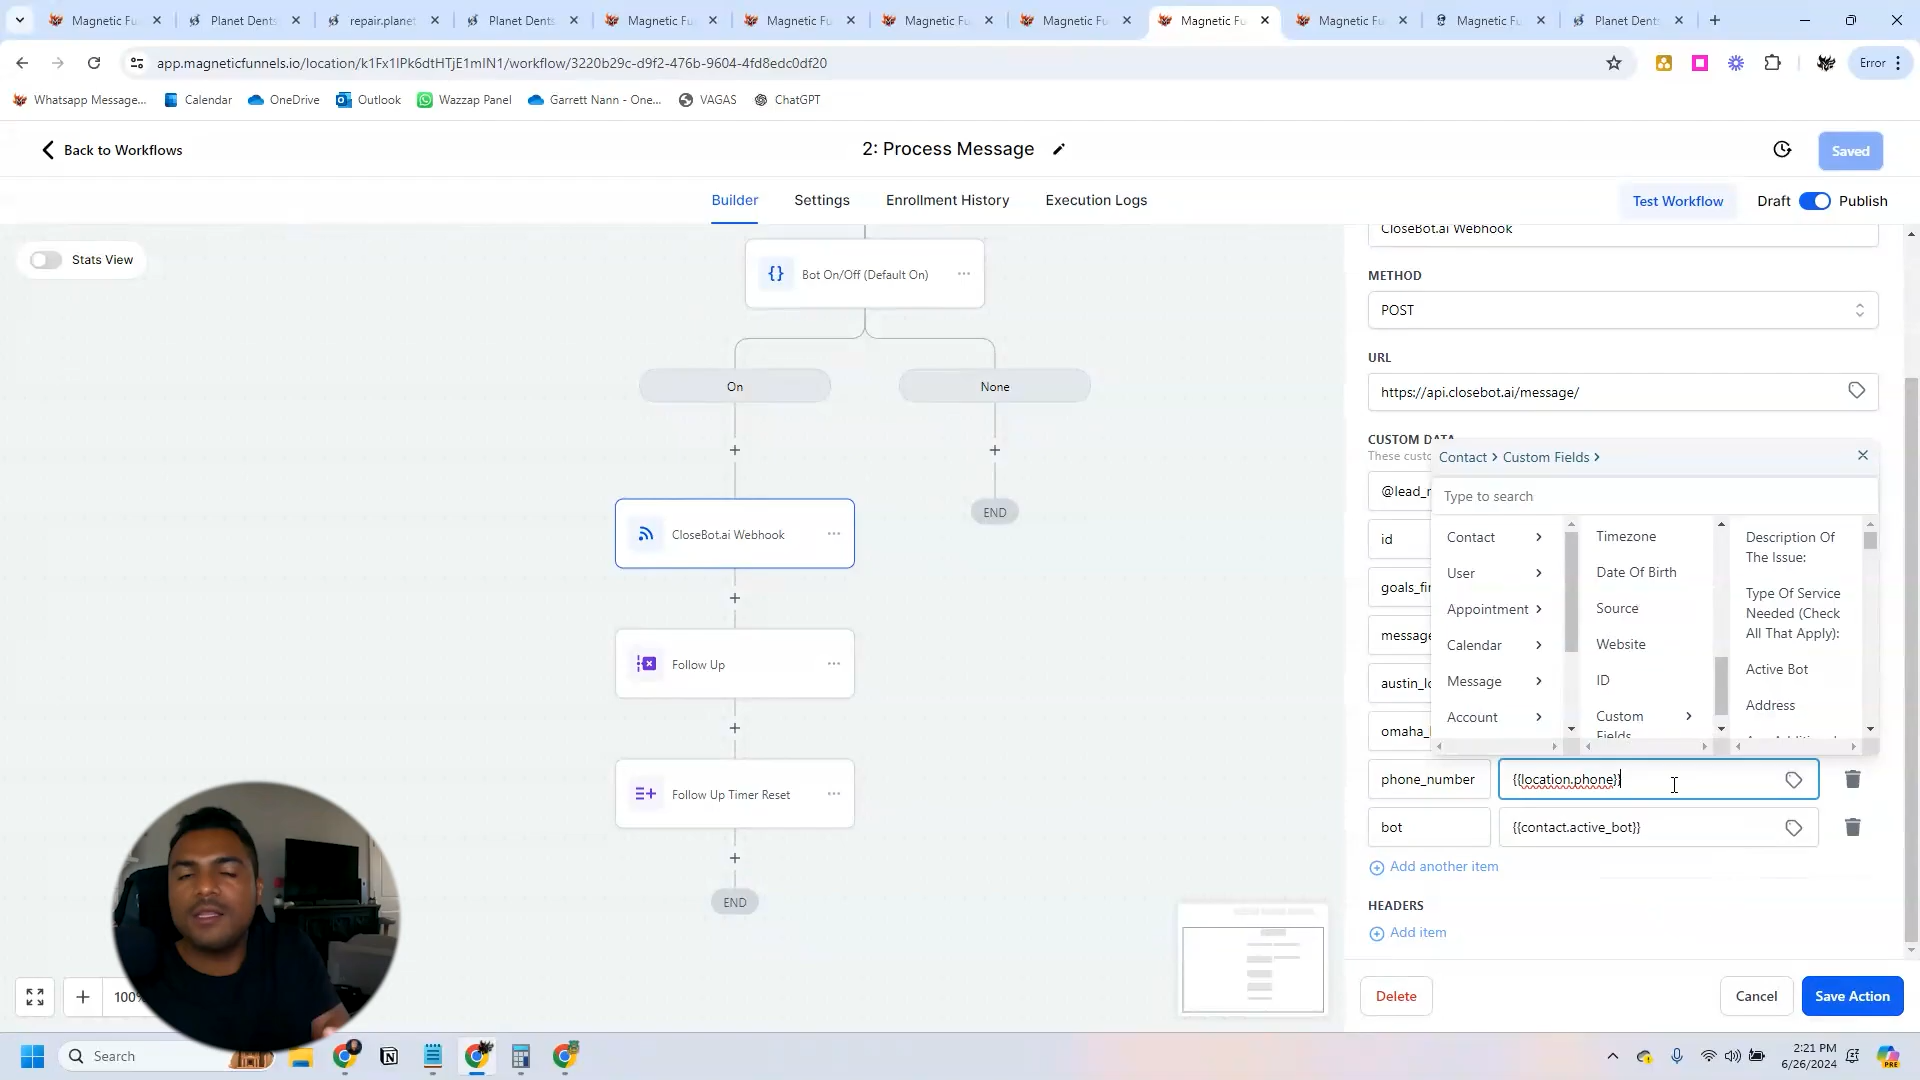 Magnetic Fu
Planet Dents
repair.planet
Planet Dents
Magnetic Fu
Magnetic Fu
Magnetic Fu
Magnetic Fu
Magnetic Fu
Magnetic Fu
Magnetic Fu
Planet Dents
app.magneticfunnels.io/location/k1Fx1IPk6dtHTjE1mIN1/workflow/3220b29c-d9f2-476b-9604-4fd8edc0df20
Error
Whatsapp Message...
Calendar
OneDrive
Outlook
Wazzap Panel
Garrett Nann - One...
VAGAS
ChatGPT
Back to Workflows
2: Process Message
Saved
Builder
Settings
Enrollment History
Execution Logs
Test Workflow
Draft
Publish
Stats View
Bot On/Off (Default On)
On
None
END
CloseBot.ai Webhook
Follow Up
Follow Up Timer Reset
END
100%
CloseBot.ai Webhook
METHOD
POST
URL
https://api.closebot.ai/message/
CUSTOM DATA
These custo
Contact > Custom Fields >
Type to search
@lead_
id
goals_fir
message
austin_lo
omaha_
Contact
User
Appointment
Calendar
Message
Account
Timezone
Date Of Birth
Source
Website
ID
Custom
Fields
Description Of
The Issue:
Type Of Service
Needed (Check
All That Apply):
Active Bot
Address
phone_number
{{location.phone}}
bot
{{contact.active_bot}}
Add another item
HEADERS
Add item
Delete
Cancel
Save Action
Search
2:21 PM
6/26/2024
PRE